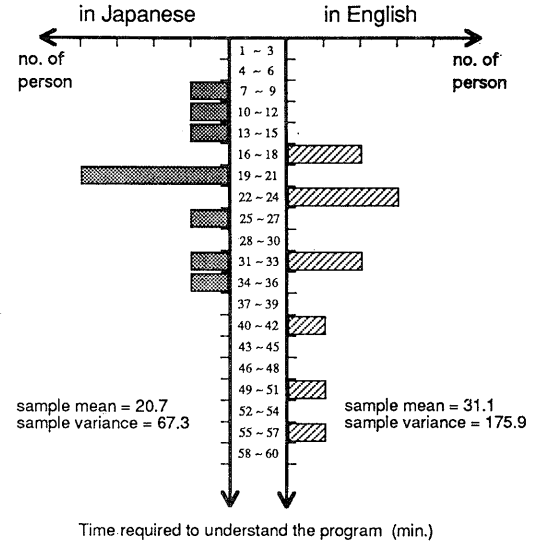 in Japanese
in English
no. of
person
no. of
person
1 ~ 3
4 ~ 6
7 ~ 9
10 ~ 12
13 ~ 15
16 ~ 18
19 ~ 21
22 ~ 24
25 ~ 27
28 ~ 30
31 ~ 33
34 ~ 36
37 ~ 39
40 ~ 42
43 ~ 45
46 ~ 48
49 ~ 51
52 ~ 54
55 ~ 57
58 ~ 60
sample mean = 20.7
sample variance = 67.3
sample mean = 31.1
sample variance = 175.9
Time required to understand the program (min.)